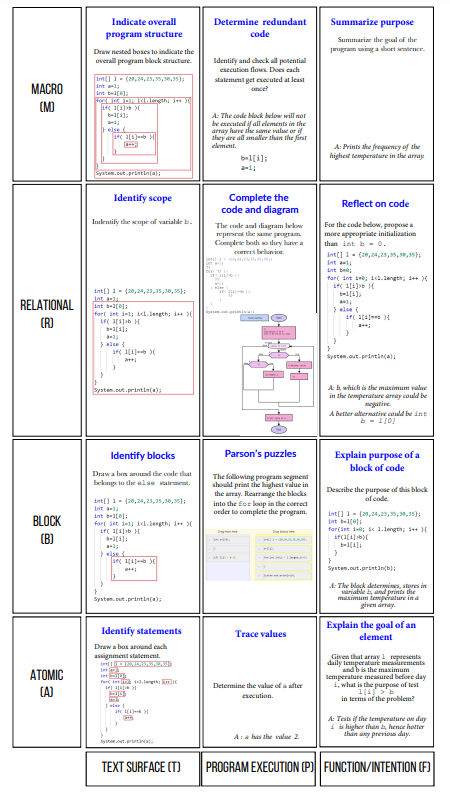 MACRO
(M)
Indicate overall
program structure
Draw nested boxes to indicate the
overall program block structure.
int[] l = {20,24,23,35,30,35};
int a=1;
int b=l[0];
for( int i=1; i<l.length; i++ ){
if( l[i]>b ){
b=l[i];
a=1;
} else {
if( l[i]==b ){
a++;
}
}
}
System.out.println(a);
Determine redundant
code
Identify and check all potential
execution flows. Does each
statement get executed at least
once?
A: The code block below will not
be executed if all elements in the
array have the same value or if
they are all smaller than the first
element.
b=l[i];
a=1;
Summarize purpose
Summarize the goal of the
program using a short sentence.
A: Prints the frequency of the
highest temperature in the array.
RELATIONAL
(R)
Identify scope
Indentify the scope of variable b.
int[] l = {20,24,23,35,30,35};
int a=1;
int b=l[0];
for( int i=1; i<l.length; i++ ){
if( l[i]>b ){
b=l[i];
a=1;
} else {
if( l[i]==b ){
a++;
}
}
}
System.out.println(a);
Complete the
code and diagram
The code and diagram below
represent the same program.
Complete both so they have a
correct behavior.
Reflect on code
For the code below, propose a
more appropriate initialization
than int b = 0.
int[] l = {20,24,23,35,30,35};
int a=1;
int b=0;
for( int i=0; i<l.length; i++ ){
if( l[i]>b ){
b=l[i];
a=1;
} else {
if( l[i]==b ){
a++;
}
}
}
System.out.println(a);
A: b, which is the maximum value
in the temperature array could be
negative.
A better alternative could be int
b = l[0]
BLOCK
(B)
Identify blocks
Draw a box around the code that
belongs to the else statement.
int[] l = {20,24,23,35,30,35};
int a=1;
int b=l[0];
for( int i=1; i<l.length; i++ ){
if( l[i]>b ){
b=l[i];
a=1;
} else {
if( l[i]==b ){
a++;
}
}
}
System.out.println(a);
Parson's puzzles
The following program segment
should print the highest value in
the array. Rearrange the blocks
into the for loop in the correct
order to complete the program.
Explain purpose of a
block of code
Describe the purpose of this block
of code.
int[] l = {20,24,23,35,30,35};
int b=l[0];
for(int i=0; i< l.length; i++ ){
if( l[i]>b ){
b=l[i];
}
}
System.out.println(b);
A: The block determines, stores in
variable b, and prints the
maximum temperature in a
given array.
ATOMIC
(A)
Identify statements
Draw a box around each
assignment statement.
int[] l = {20,24,23,35,30,35};
int a=1;
int b=l[0];
for( int i=1; i<l.length; i++ ){
if( l[i]>b ){
b=l[i];
a=1;
} else {
if( l[i]==b ){
a++;
}
}
}
System.out.println(a);
Trace values
Determine the value of a after
execution.
A : a has the value 2.
Explain the goal of an
element
Given that array l represents
daily temperature measurements
and b is the maximum
temperature measured before day
i, what is the purpose of test
l[i] > b
in terms of the problem?
A: Tests if the temperature on day
i is higher than b, hence hotter
than any previous day.
TEXT SURFACE (T)
PROGRAM EXECUTION (P)
FUNCTION/INTENTION (F)